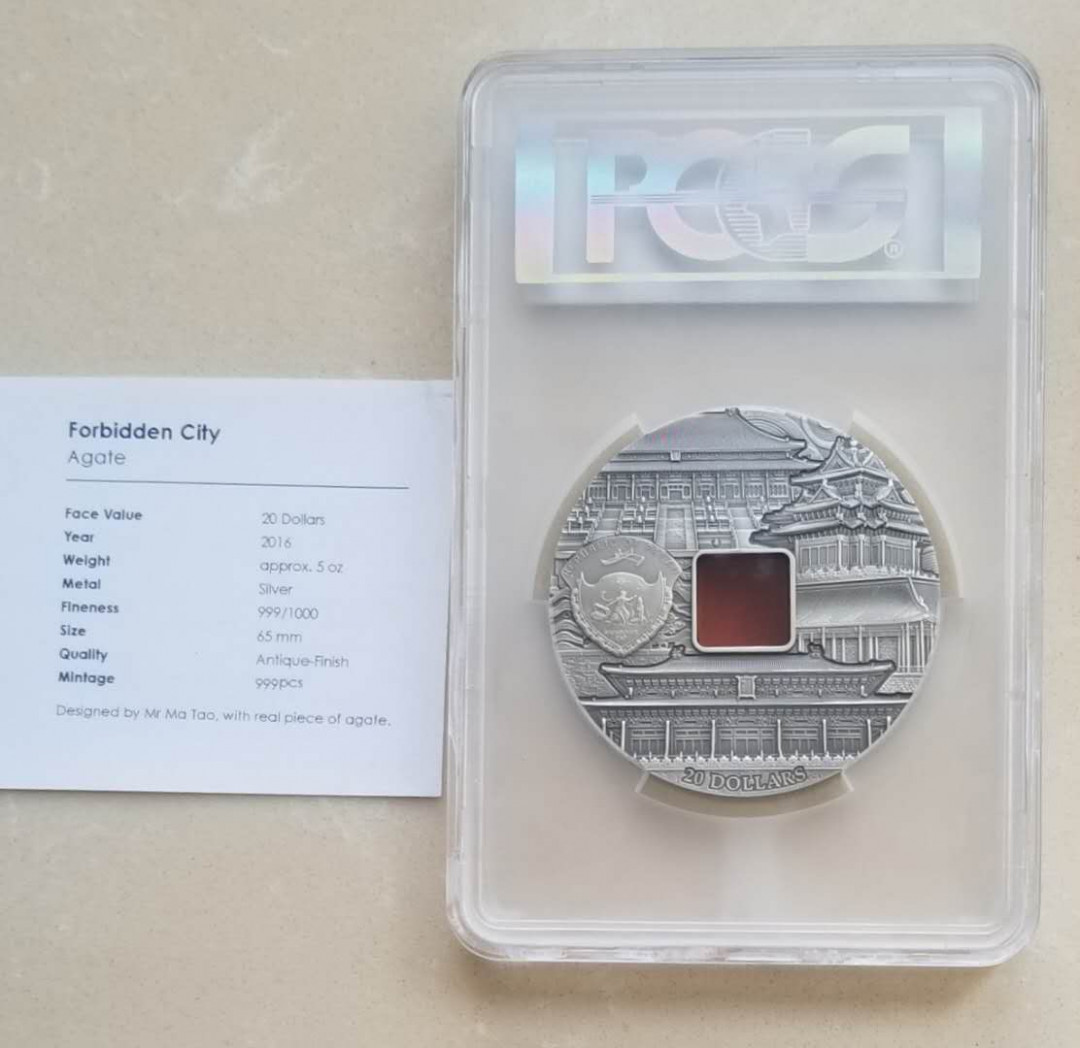 Forbidden City
Agate
Face Value 20 Dollars
Year 2016
Weight approx. 5 oz
Metal Silver
Fineness 999/1000
Size 65 mm
Quality Antique-Finish
Mintage 999pcs
Designed by Mr Ma Tao, with real piece of agate.
PCGS®
20 DOLLARS